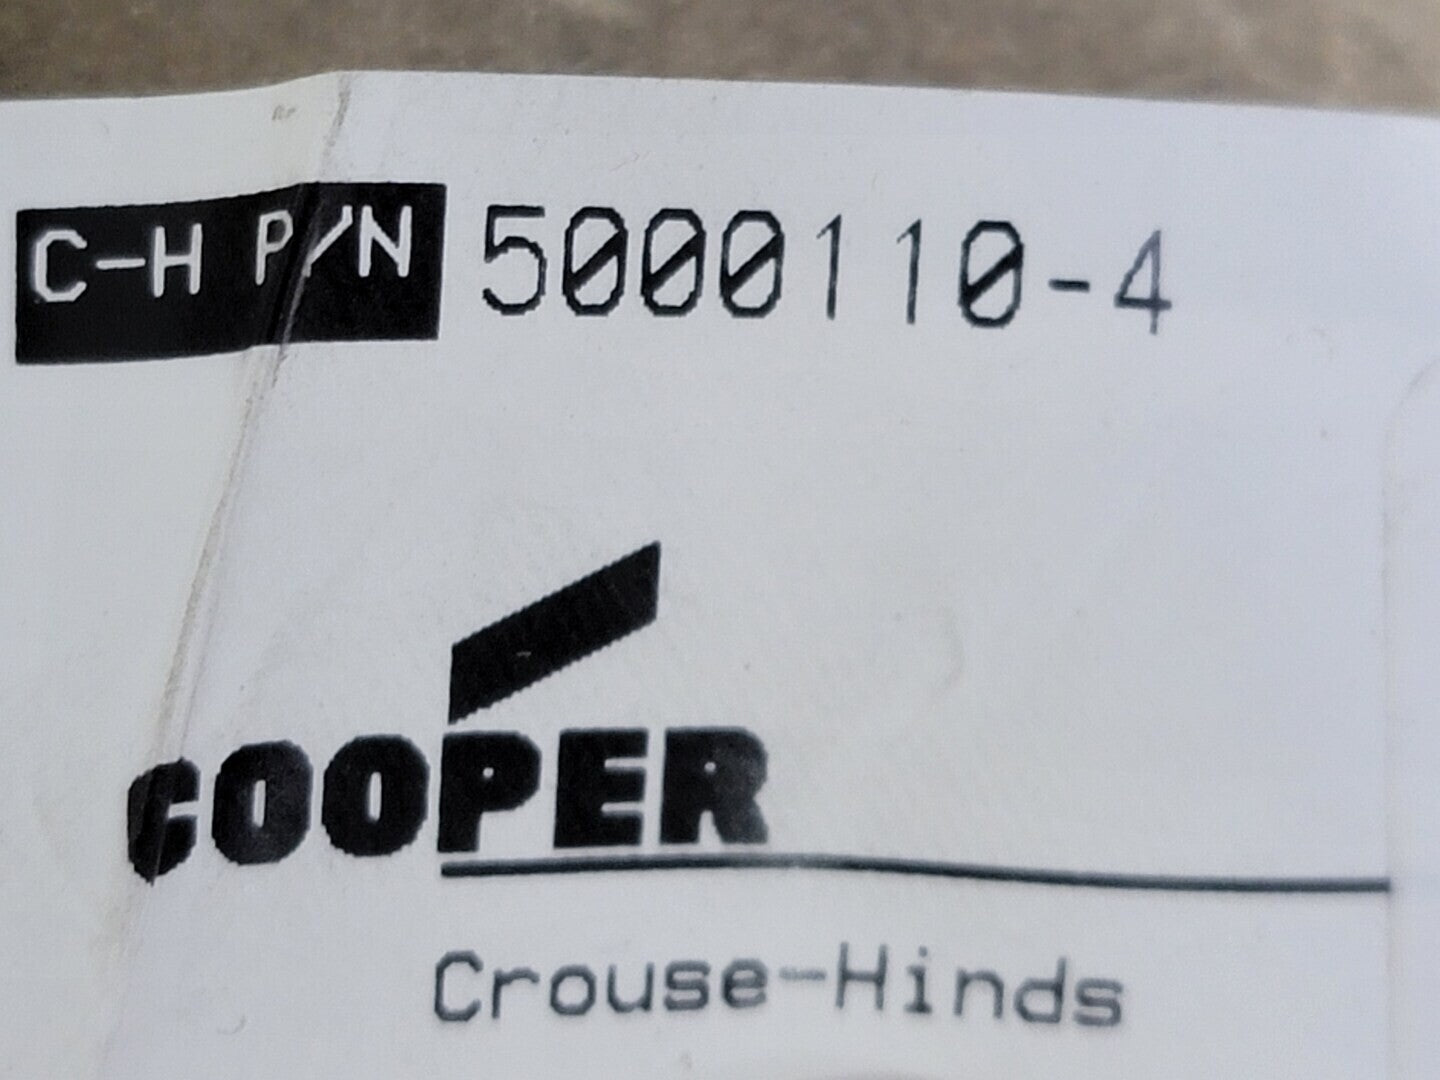 C-H P/N 5000110-4
COOPER
Crouse-Hinds